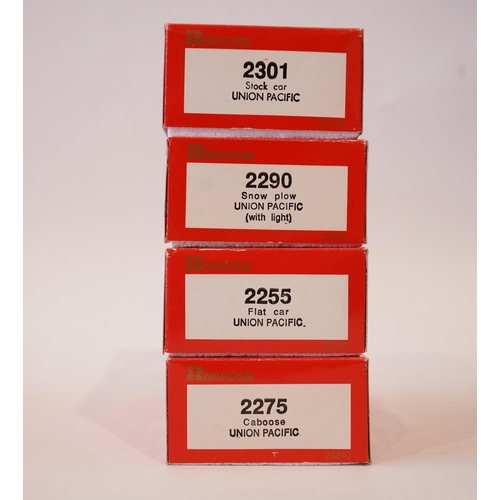 RIVAROSSI
2301
Stock car
UNION PACIFIC
RIVAROSSI
2290
Snow plow
UNION PACIFIC
(with light)
RIVAROSSI
2255
Flat car
UNION PACIFIC
RIVAROSSI
2275
Caboose
UNION PACIFIC